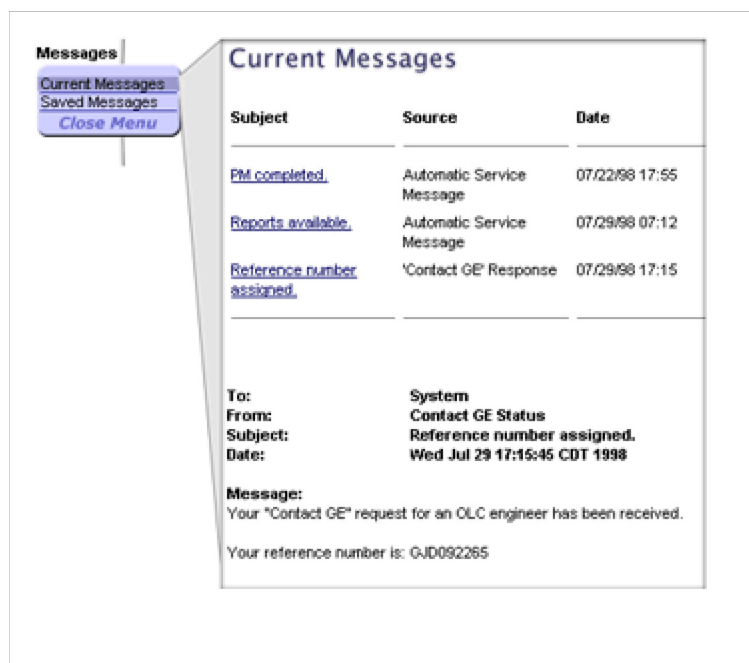 Messages
Current Messages
Saved Messages
Close Menu
Current Messages
Subject Source Date
PM completed. Automatic Service Message 07/22/98 17:55
Reports available. Automatic Service Message 07/29/98 07:12
Reference number assigned. 'Contact GE' Response 07/29/98 17:15
To: System
From: Contact GE Status
Subject: Reference number assigned.
Date: Wed Jul 29 17:15:45 CDT 1998
Message:
Your "Contact GE" request for an OLC engineer has been received.
Your reference number is: GJD092265